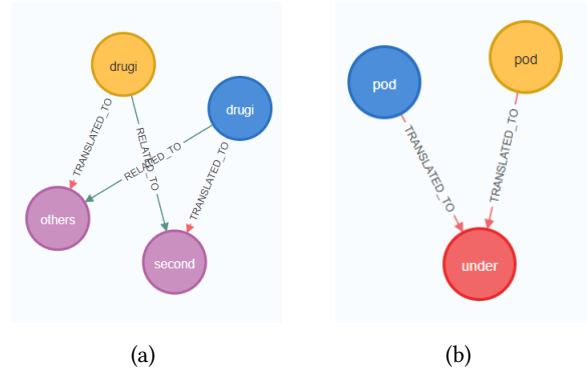 drugi
drugi
TRANSLATED_TO
RELATED_TO
RELATED_TO
TRANSLATED_TO
others
second
(a)
pod
pod
TRANSLATED_TO
TRANSLATED_TO
under
(b)